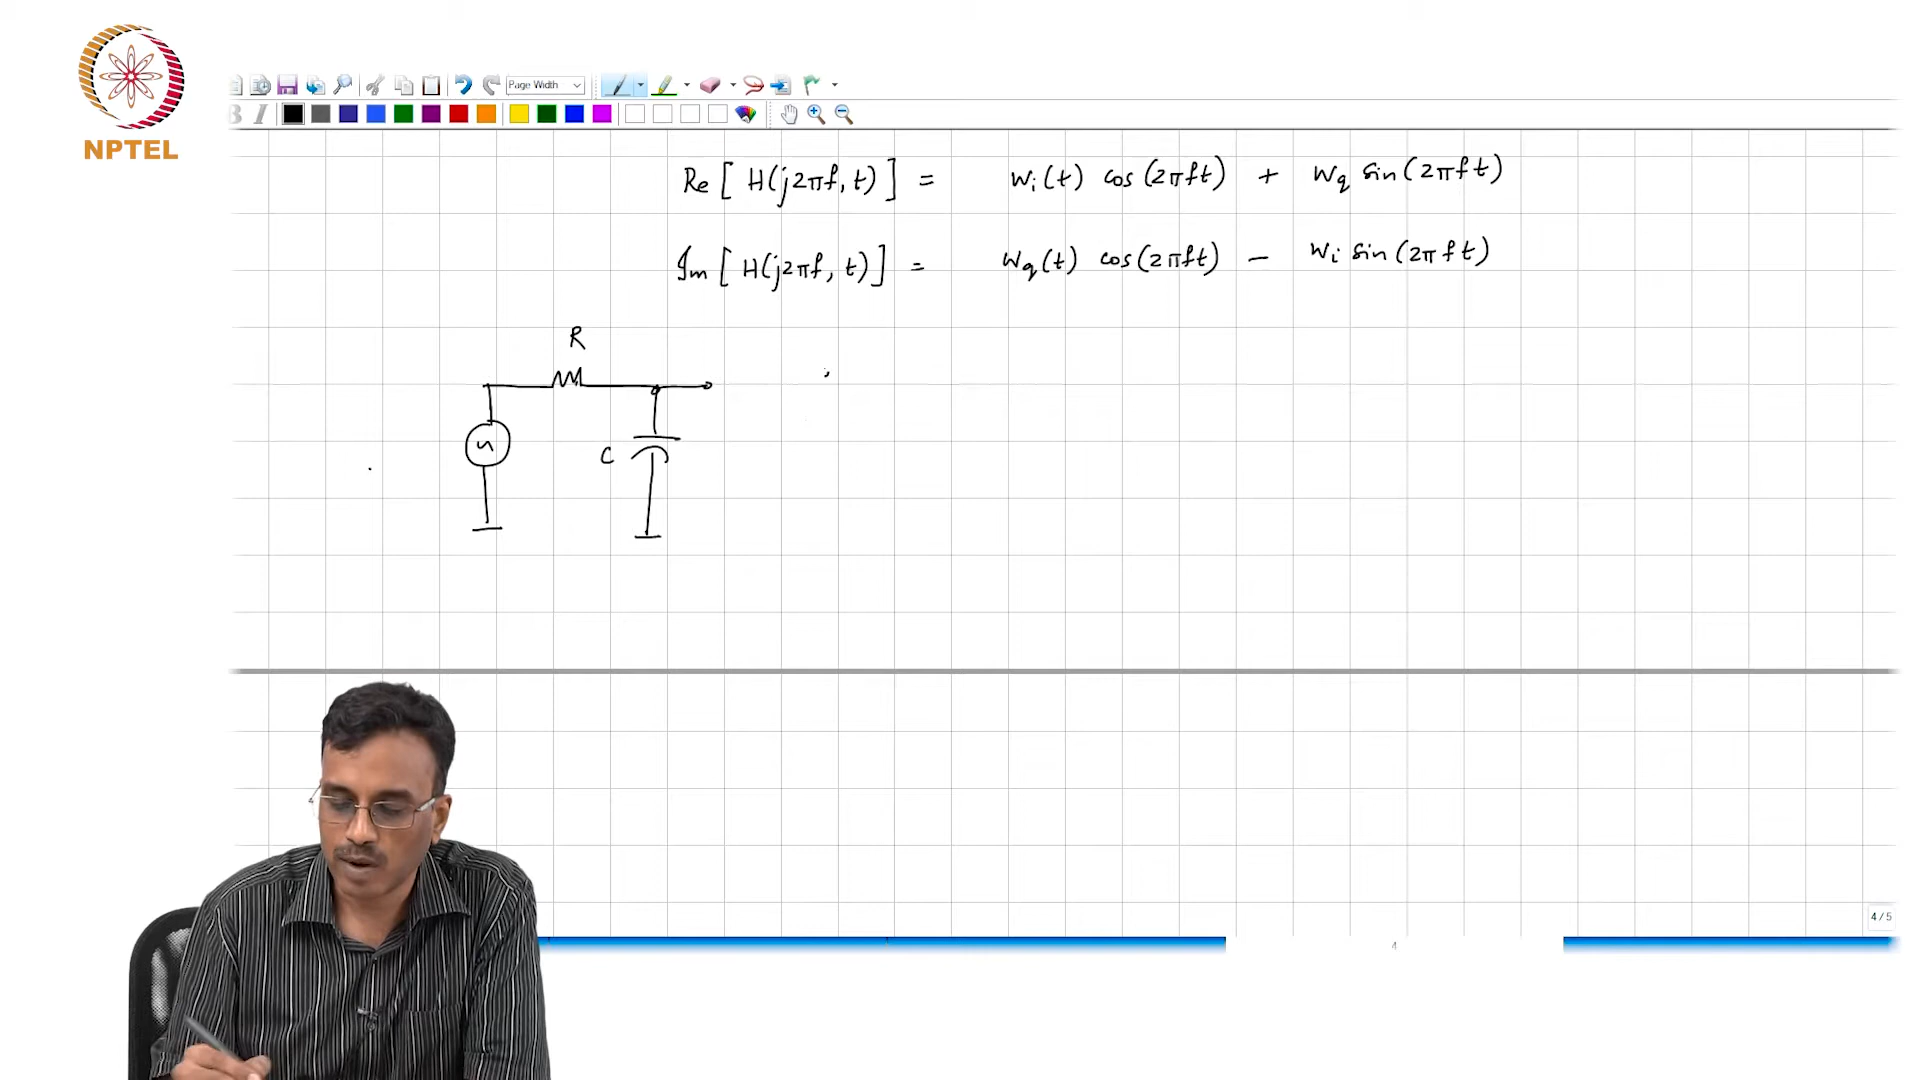 NPTEL
Page Width
B I
Re [ H(j2πf, t) ] = wi(t) cos(2πft) + wq sin(2πft)
Im [ H(j2πf, t) ] = wq(t) cos(2πft) − wi sin(2πft)
R
C
4/5
4